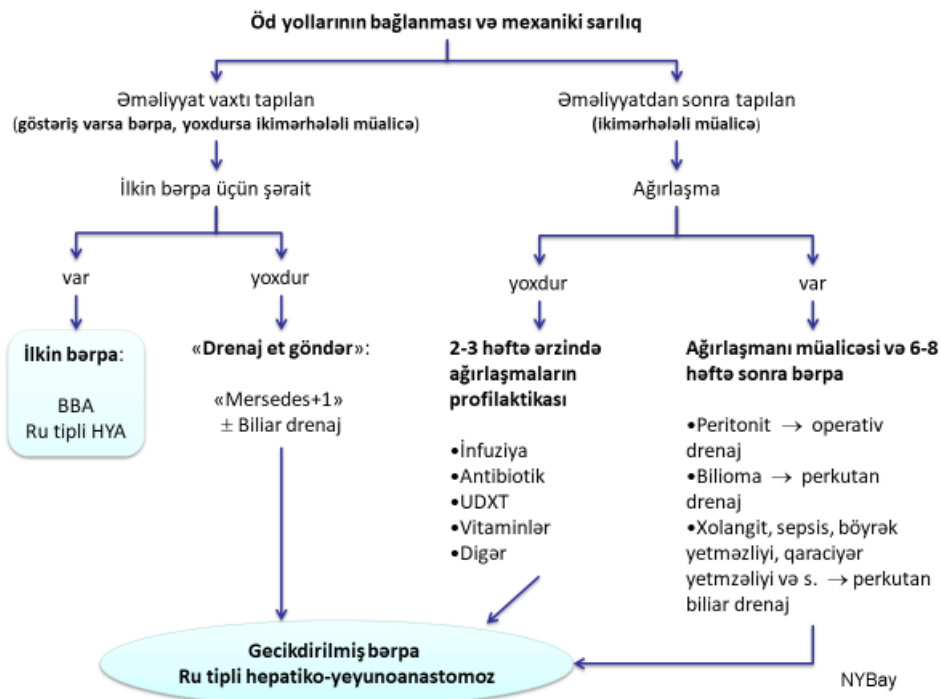 Öd yollarının bağlanması və mexaniki sarılıq
Əməliyyat vaxtı tapılan
(göstəriş varsa bərpa, yoxdursa ikimərhələli müalicə)
Əməliyyatdan sonra tapılan
(ikimərhələli müalicə)
İlkin bərpa üçün şərait
Ağırlaşma
var
yoxdur
yoxdur
var
İlkin bərpa:
BBA
Ru tipli HYA
«Drenaj et göndər»:
«Mersedes+1»
± Biliar drenaj
2-3 həftə ərzində
ağırlaşmaların
profilaktikası
•İnfuziya
•Antibiotik
•UDXT
•Vitaminlər
•Digər
Ağırlaşmanı müalicəsi və 6-8
həftə sonra bərpa
•Peritonit → operativ
drenaj
•Bilioma → perkutan
drenaj
•Xolangit, sepsis, böyrək
yetməzliyi, qaraciyər
yetmzəliyi və s. → perkutan
biliar drenaj
Gecikdirilmiş bərpa
Ru tipli hepatiko-yeyunoanastomoz
NYBay